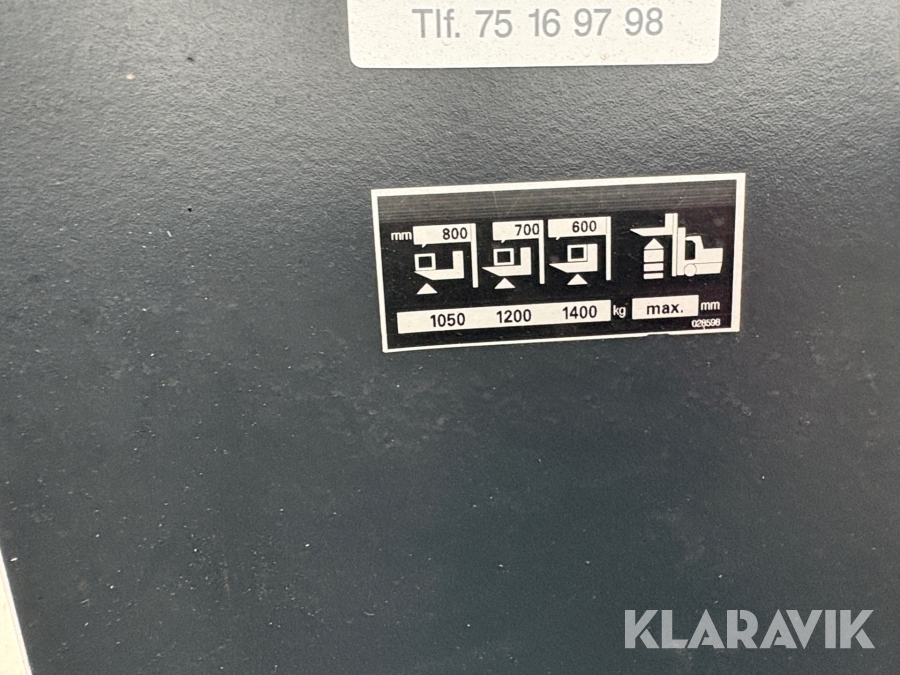 Tlf. 75 16 97 98
mm 800 700 600
1050 1200 1400 kg max. mm
028598
KLARAVIK